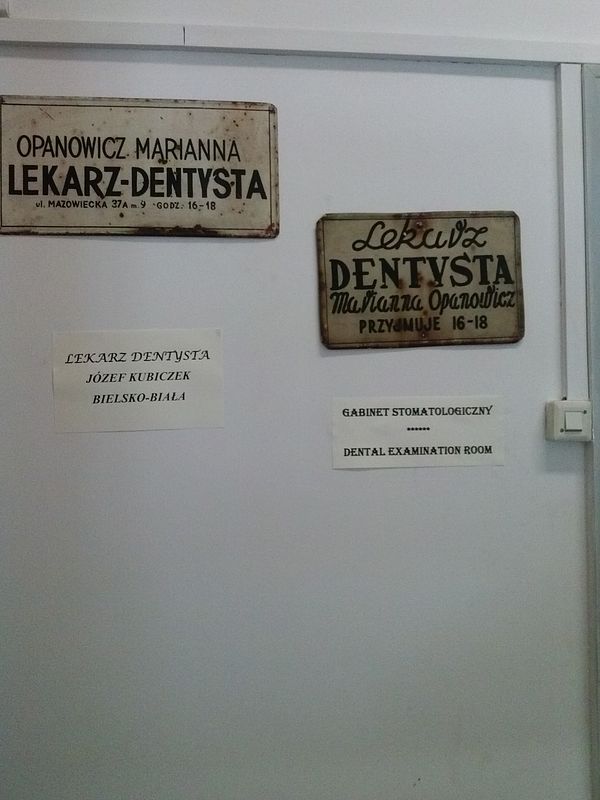 OPANOWICZ MARIANNA
LEKARZ-DENTYSTA
ul. MAZOWIECKA 37A m. 9 GODZ. 16-18
Lekarz
DENTYSTA
Marianna Opanowicz
PRZYJMUJE 16-18
LEKARZ DENTYSTA
JÓZEF KUBICZEK
BIELSKO-BIAŁA
GABINET STOMATOLOGICZNY
******
DENTAL EXAMINATION ROOM